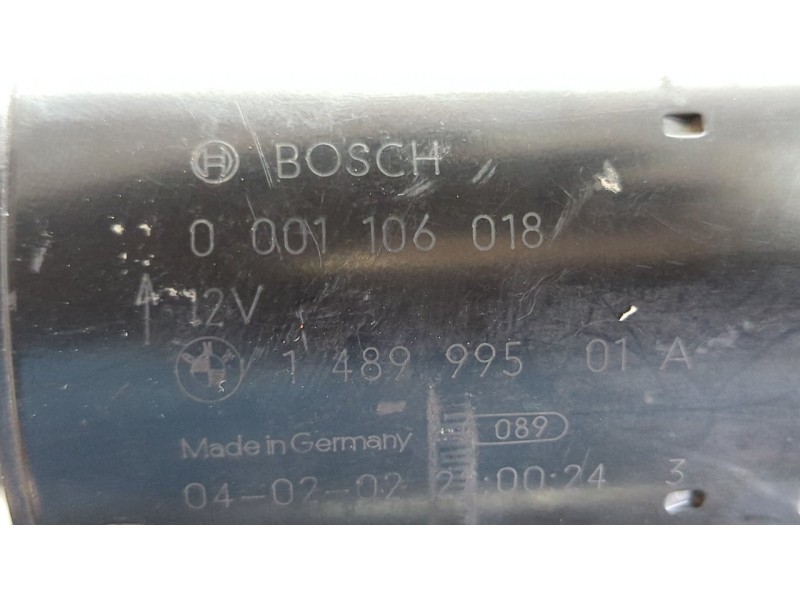 BOSCH
0 001 106 018
12V
1 489 995 01 A
089
Made in Germany
04-02-02 :00:24 3